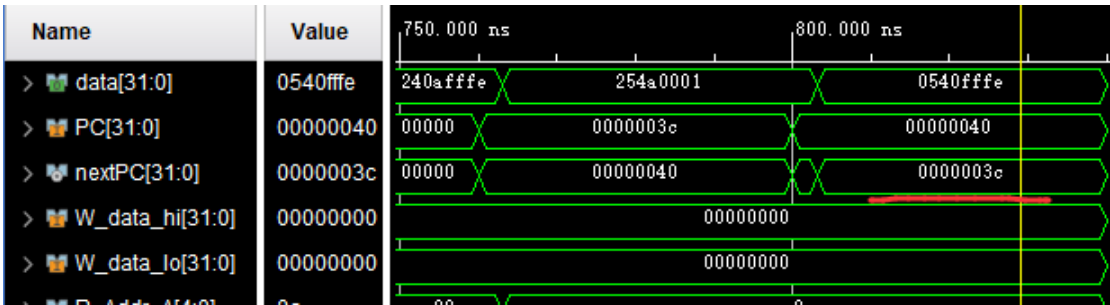 Name Value 750.000 ns 800.000 ns
data[31:0] 0540fffe 240afffe 254a0001 0540fffe
PC[31:0] 00000040 00000 0000003c 00000040
nextPC[31:0] 0000003c 00000 00000040 0000003c
W_data_hi[31:0] 00000000 00000000
W_data_lo[31:0] 00000000 00000000